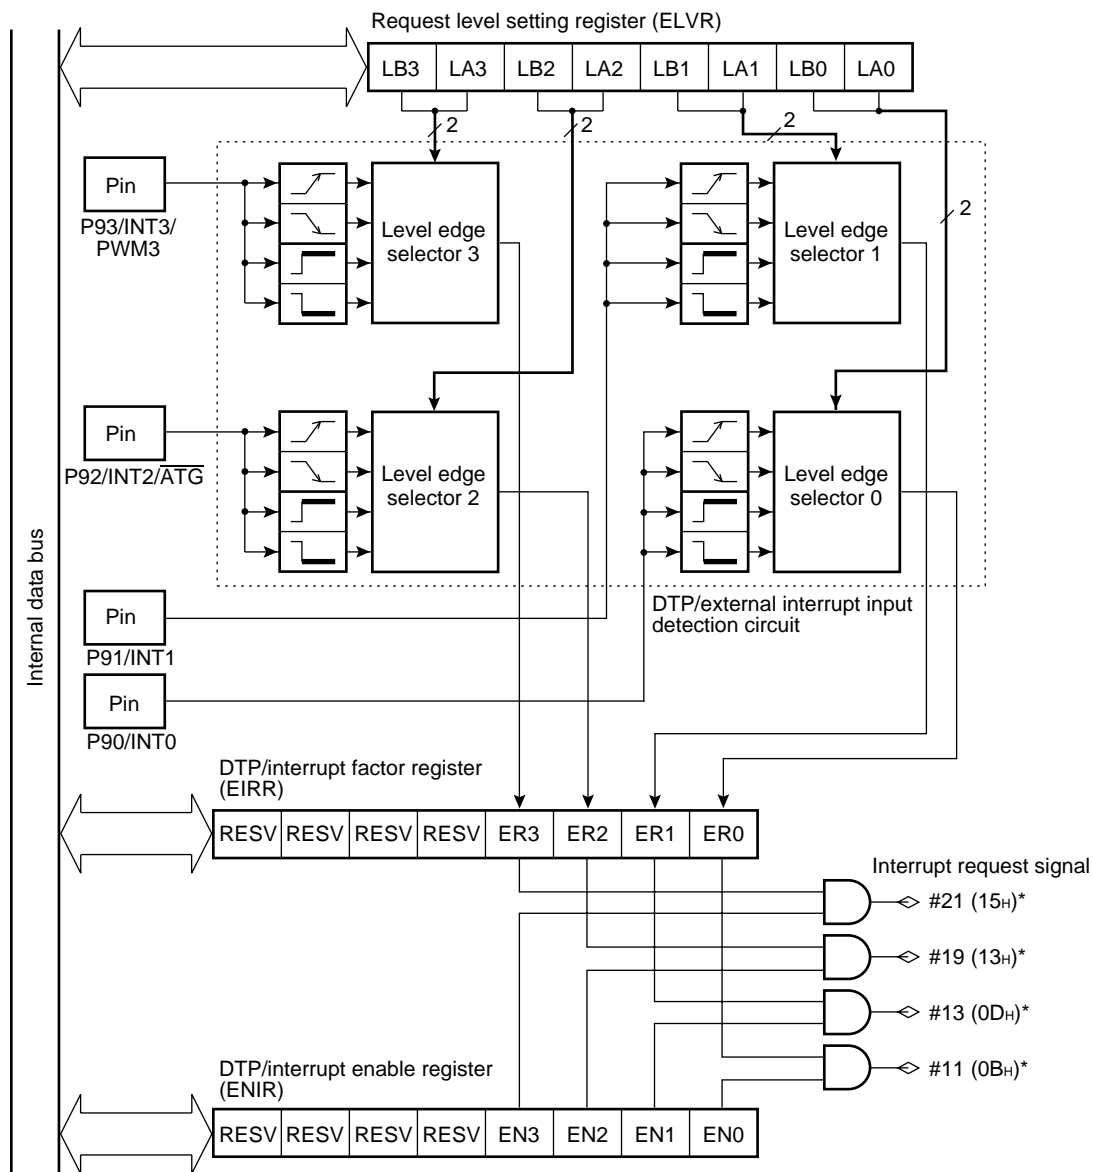 Request level setting register (ELVR)
LB3 LA3 LB2 LA2 LB1 LA1 LB0 LA0
2 2 2
Pin
P93/INT3/
PWM3
Level edge
selector 3
Level edge
selector 1
2
Pin
P92/INT2/ATG
Level edge
selector 2
Level edge
selector 0
DTP/external interrupt input
detection circuit
Pin
P91/INT1
Pin
P90/INT0
Internal data bus
DTP/interrupt factor register
(EIRR)
RESV RESV RESV RESV ER3 ER2 ER1 ER0
Interrupt request signal
#21 (15H)*
#19 (13H)*
#13 (0DH)*
#11 (0BH)*
DTP/interrupt enable register
(ENIR)
RESV RESV RESV RESV EN3 EN2 EN1 EN0